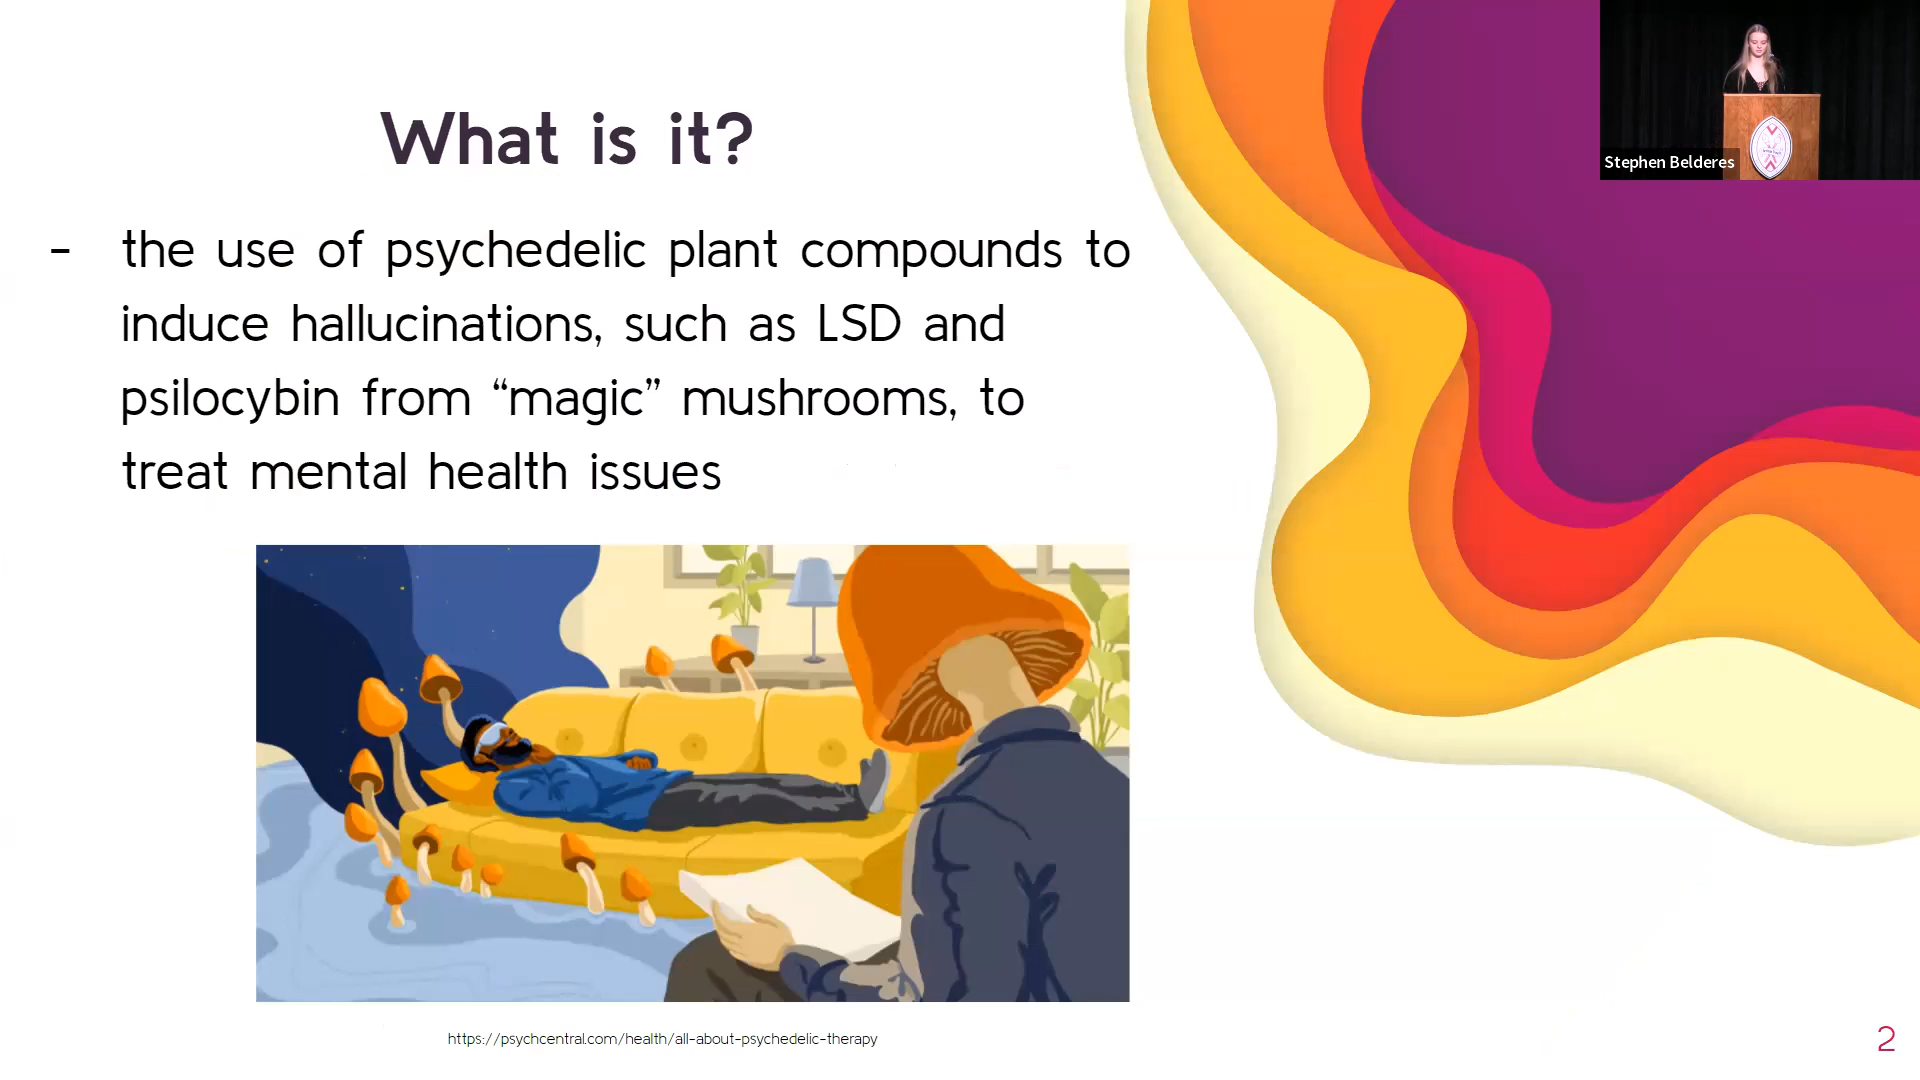 What is it?
- the use of psychedelic plant compounds to
induce hallucinations, such as LSD and
psilocybin from “magic” mushrooms, to
treat mental health issues
https://psychcentral.com/health/all-about-psychedelic-therapy
2
Stephen Belderes